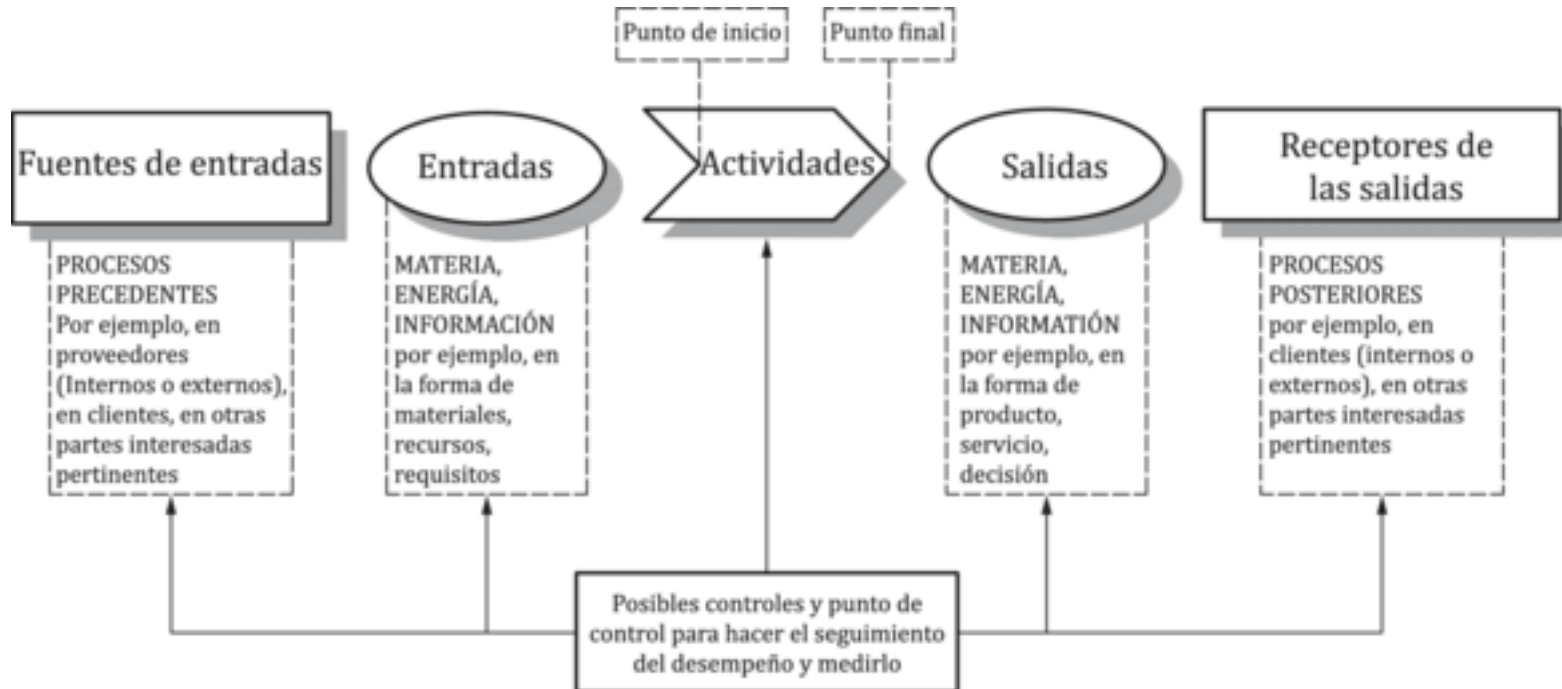 Punto de inicio
Punto final
Fuentes de entradas
Entradas
Actividades
Salidas
Receptores de
las salidas
PROCESOS
PRECEDENTES
Por ejemplo, en
proveedores
(Internos o externos),
en clientes, en otras
partes interesadas
pertinentes
MATERIA,
ENERGÍA,
INFORMACIÓN
por ejemplo, en
la forma de
materiales,
recursos,
requisitos
MATERIA,
ENERGÍA,
INFORMATIÓN
por ejemplo, en
la forma de
producto,
servicio,
decisión
PROCESOS
POSTERIORES
por ejemplo, en
clientes (internos o
externos), en otras
partes interesadas
pertinentes
Posibles controles y punto de
control para hacer el seguimiento
del desempeño y medirlo